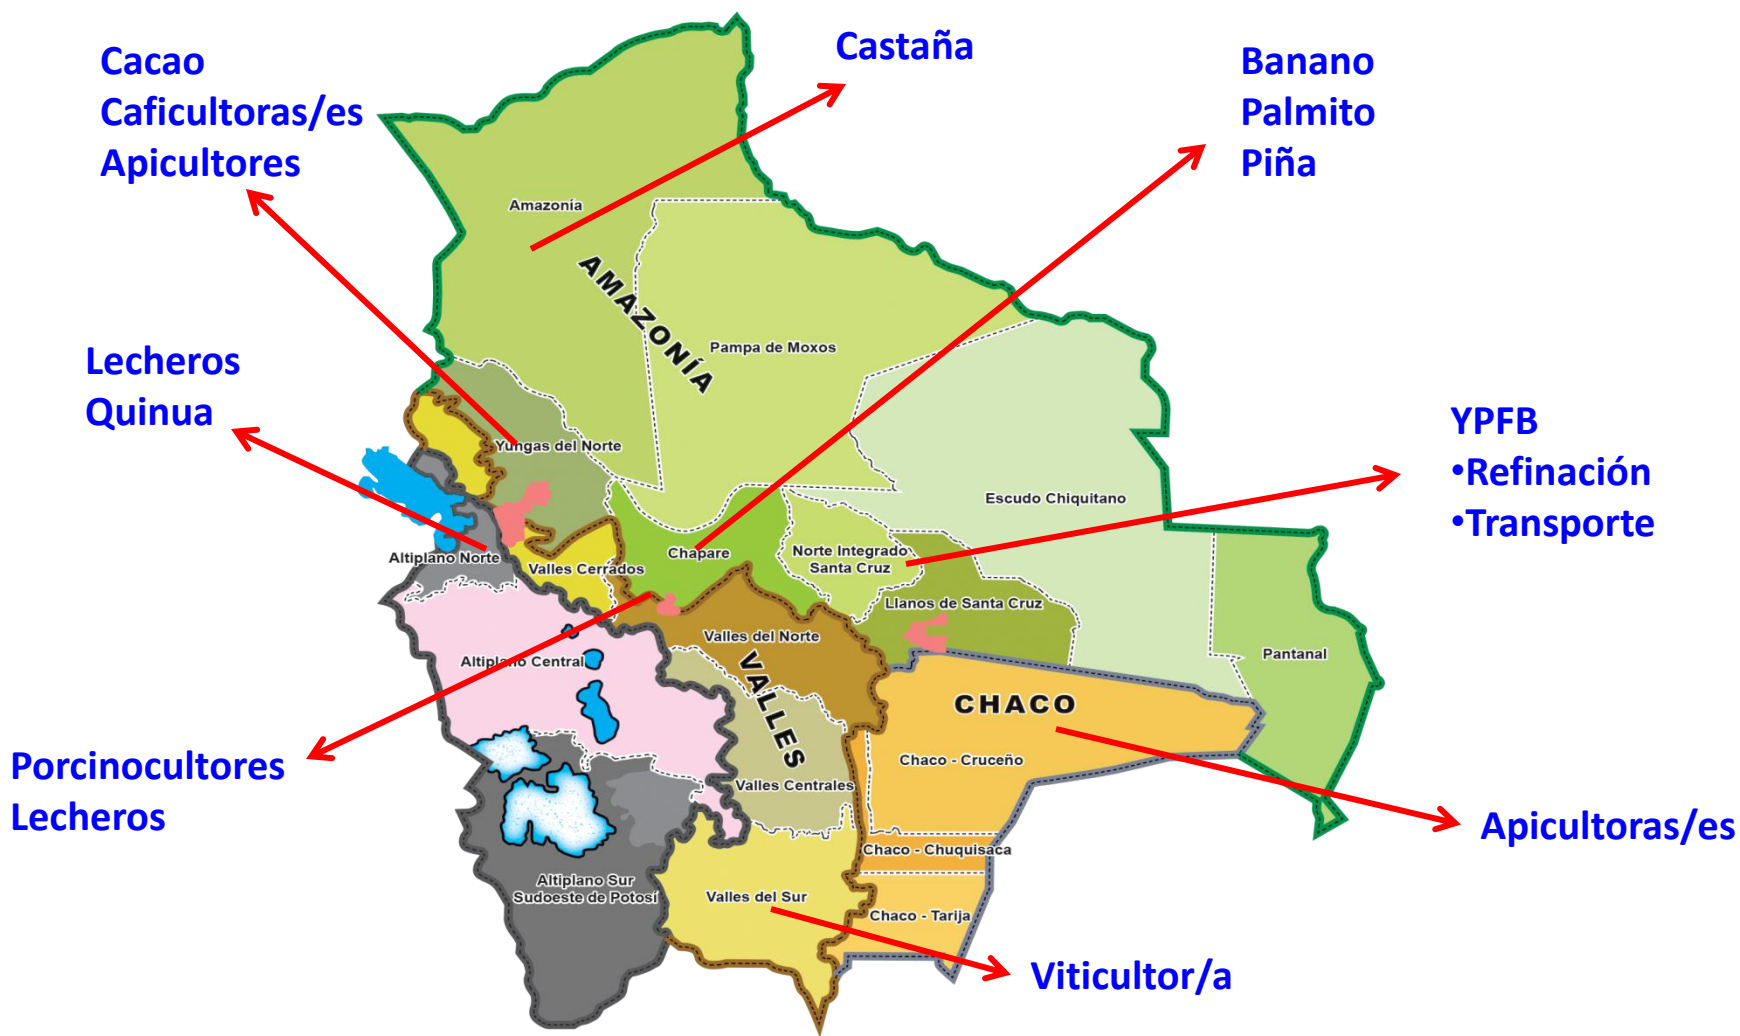 Cacao
Caficultoras/es
Apicultores
Castaña
Banano
Palmito
Piña
Lecheros
Quinua
YPFB
•Refinación
•Transporte
Porcinocultores
Lecheros
Apicultoras/es
Viticultor/a
Amazonía
AMAZONÍA
Pampa de Moxos
Yungas del Norte
Escudo Chiquitano
Altiplano Norte
Valles Cerrados
Chapare
Norte Integrado
Santa Cruz
Llanos de Santa Cruz
Valles del Norte
Pantanal
Altiplano Central
VALLES
CHACO
Chaco - Cruceño
Valles Centrales
Chaco - Chuquisaca
Altiplano Sur
Sudoeste de Potosí
Valles del Sur
Chaco - Tarija